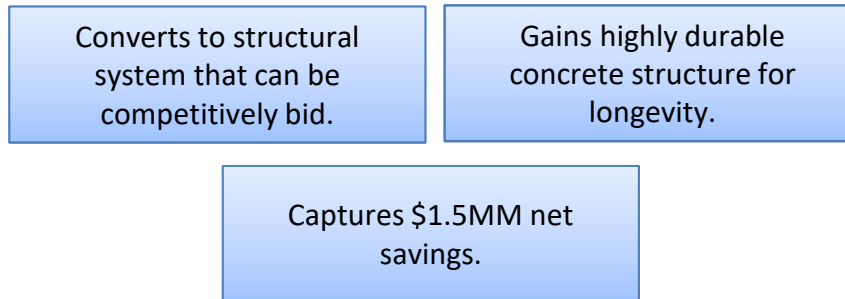 Converts to structural
system that can be
competitively bid.
Gains highly durable
concrete structure for
longevity.
Captures $1.5MM net
savings.